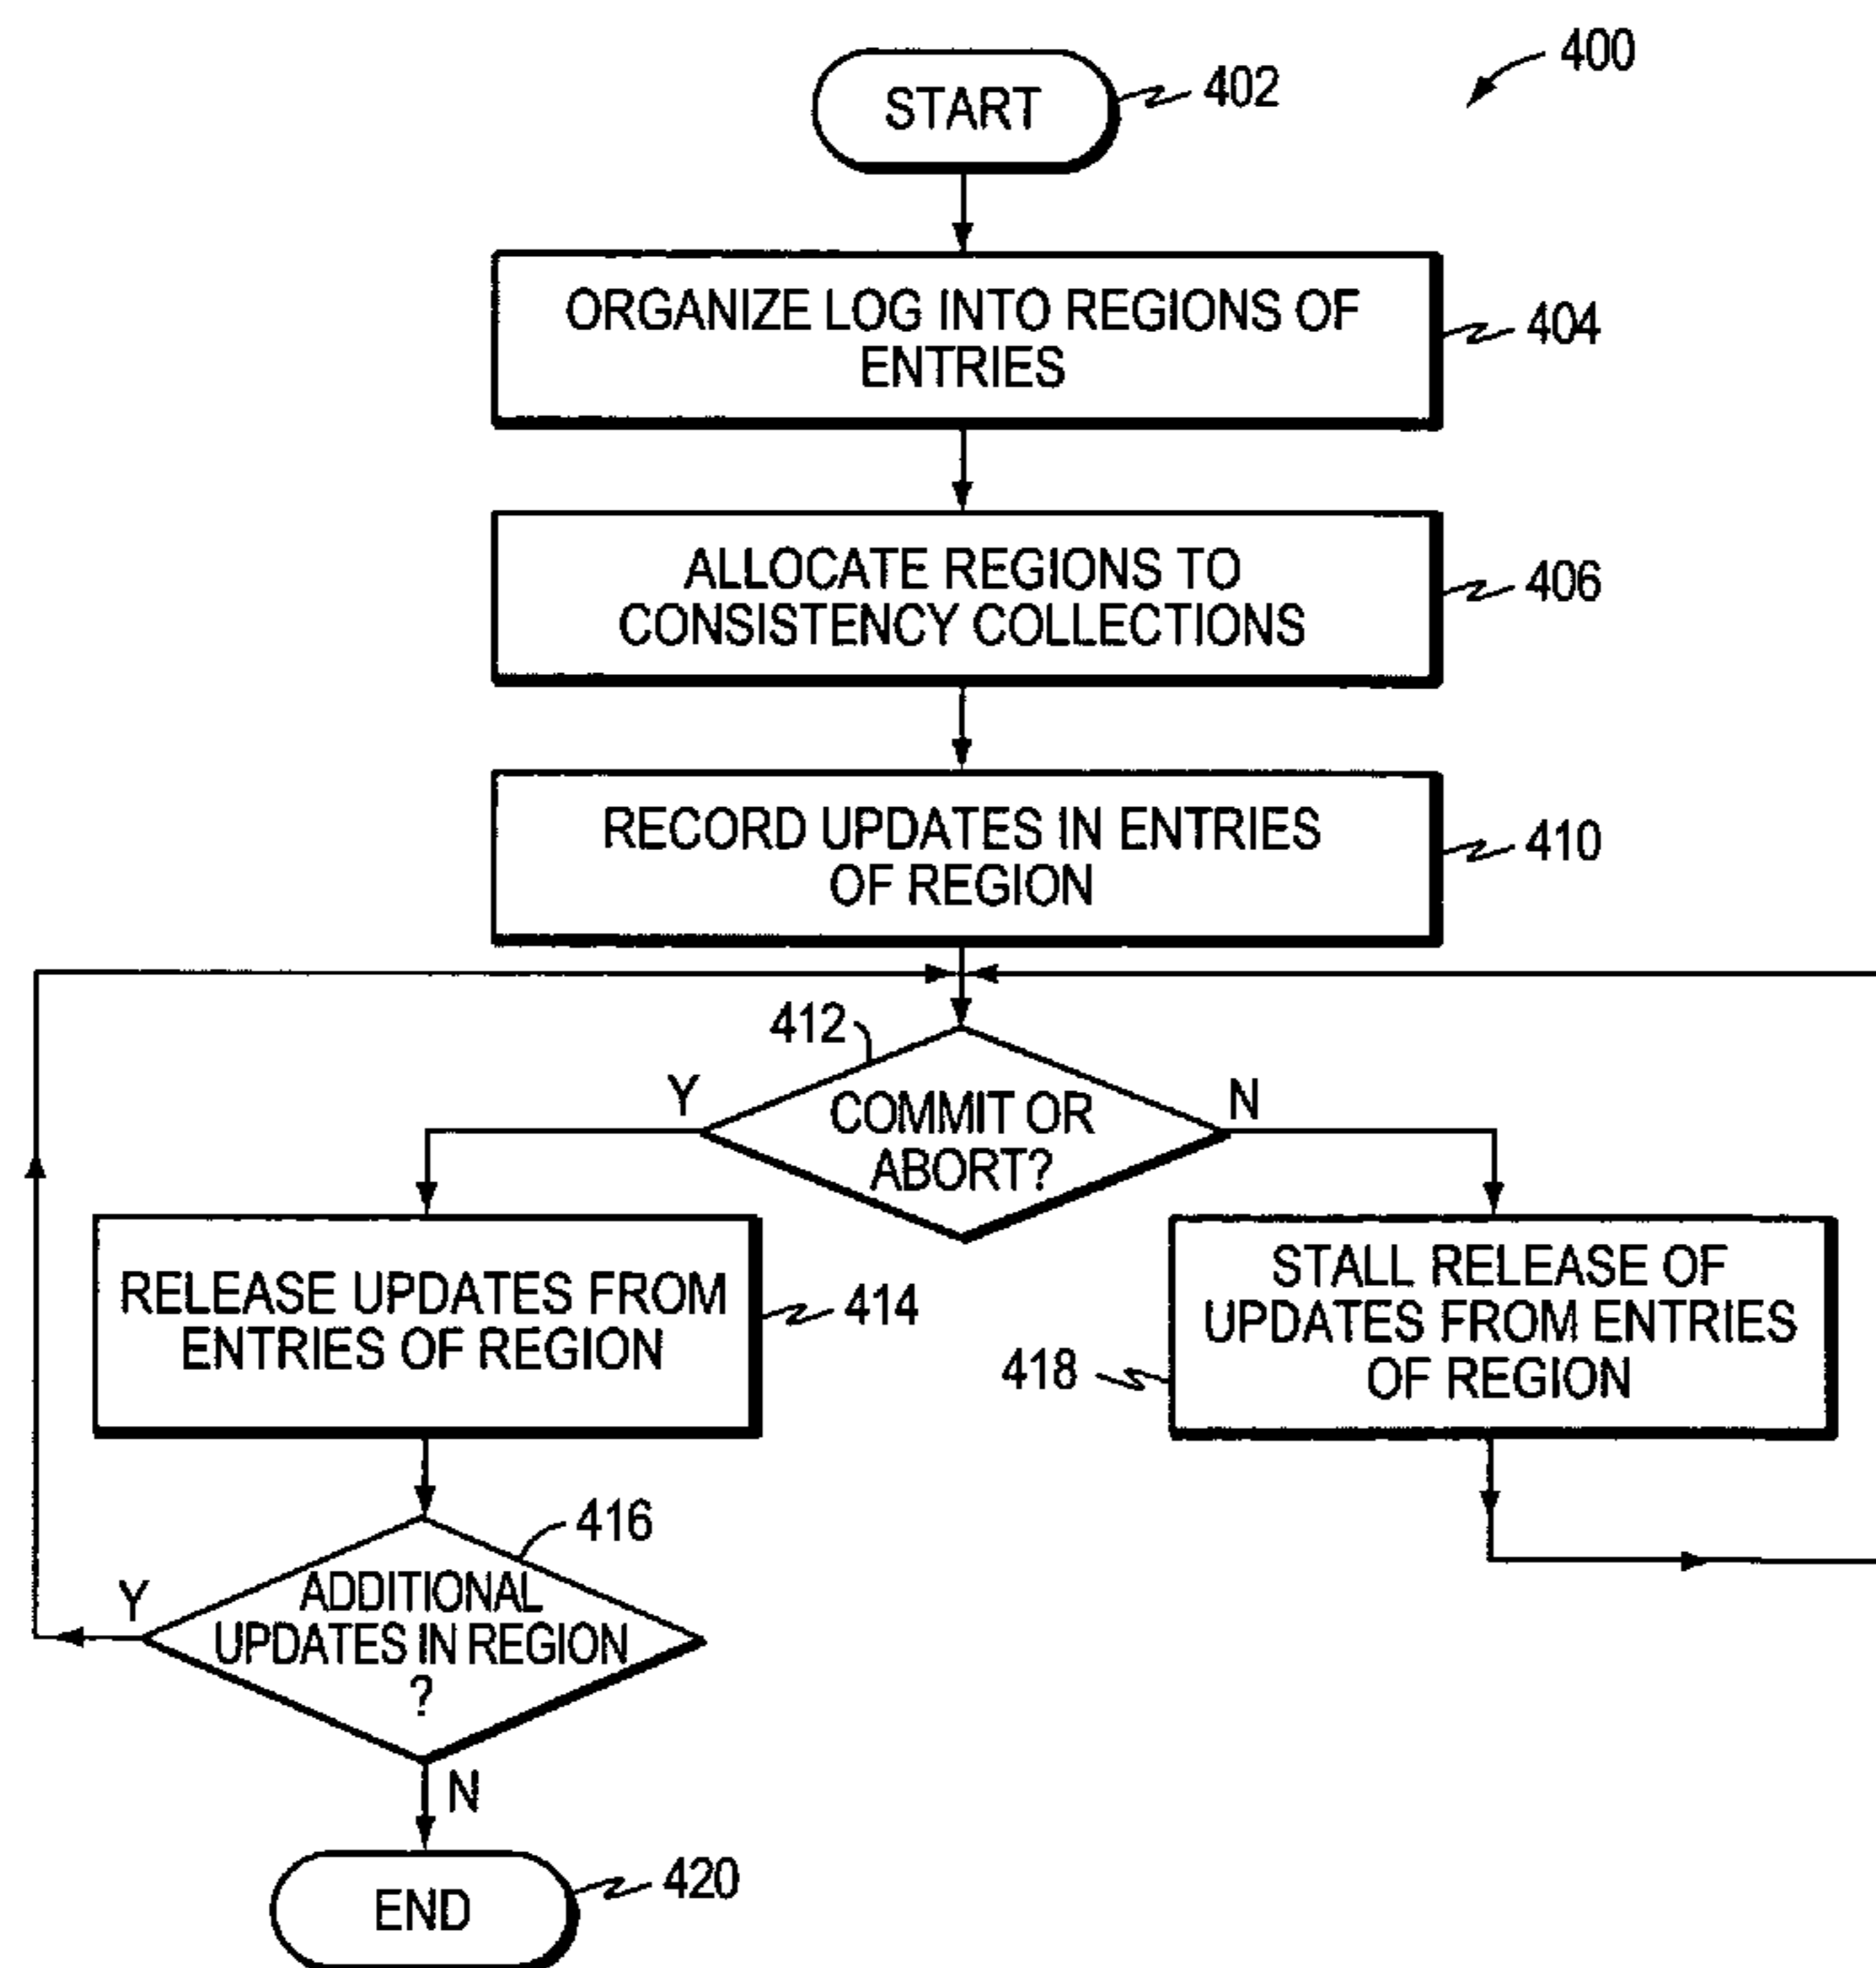 400
START
402
ORGANIZE LOG INTO REGIONS OF
ENTRIES
404
ALLOCATE REGIONS TO
CONSISTENCY COLLECTIONS
406
RECORD UPDATES IN ENTRIES
OF REGION
410
412
Y
COMMIT OR
ABORT?
N
RELEASE UPDATES FROM
ENTRIES OF REGION
414
STALL RELEASE OF
UPDATES FROM ENTRIES
OF REGION
418
416
Y
ADDITIONAL
UPDATES IN REGION
?
N
END
420